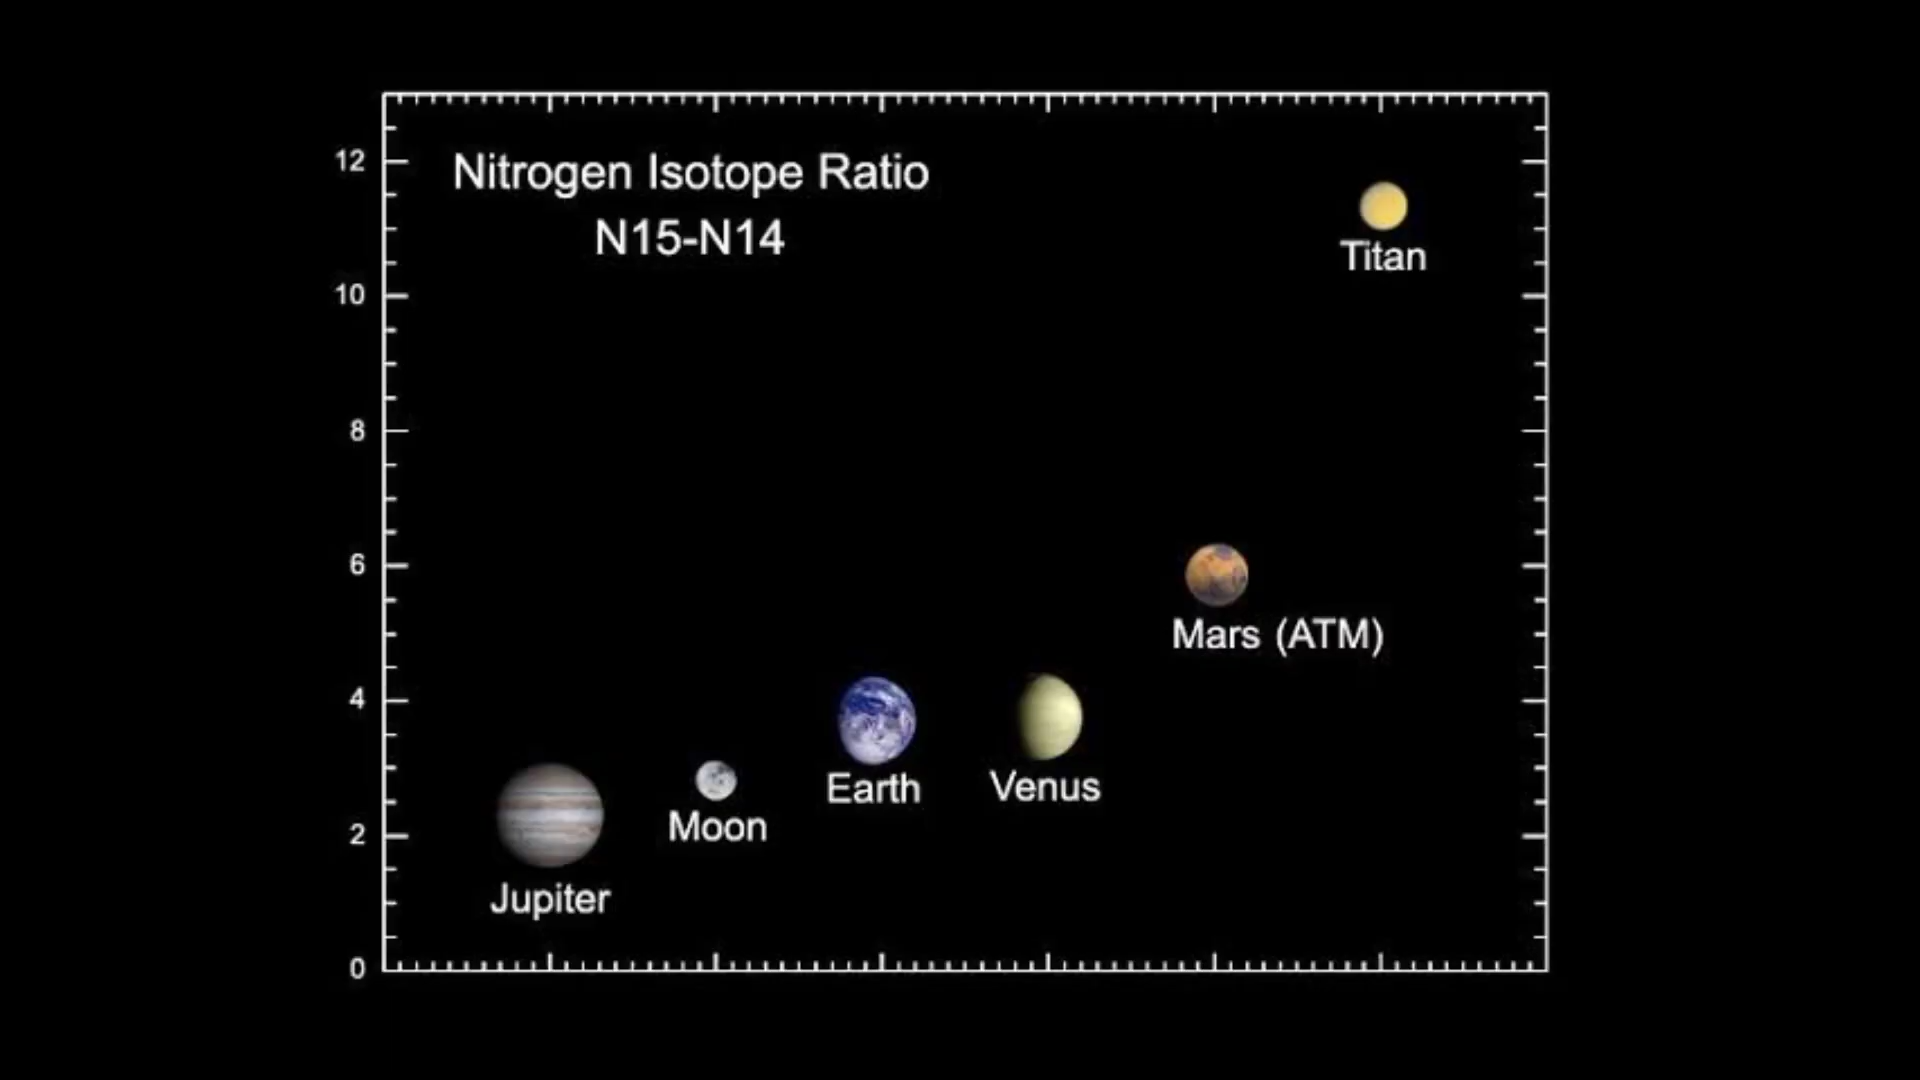 Nitrogen Isotope Ratio
N15-N14
12
10
8
6
4
2
0
Titan
Mars (ATM)
Earth
Venus
Moon
Jupiter